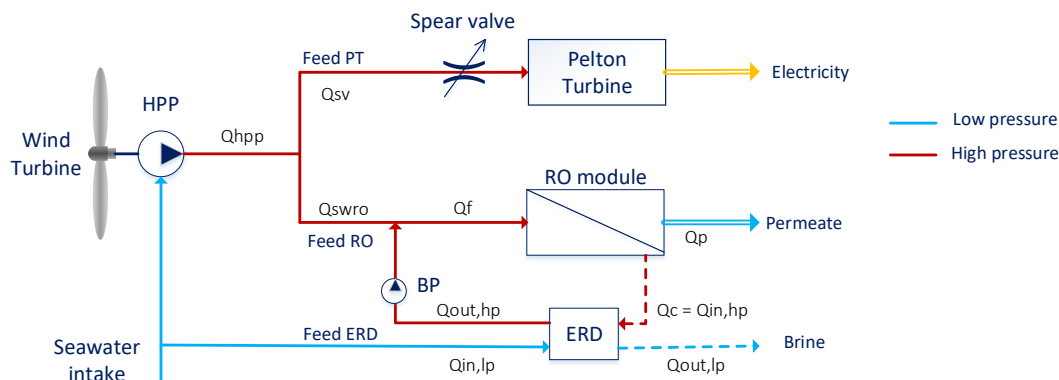 Spear valve
Feed PT
Pelton
Turbine
Electricity
Qsv
HPP
Wind
Turbine
Qhpp
Low pressure
High pressure
RO module
Qswro
Qf
Feed RO
Qp
Permeate
BP
Qout,hp
Qc = Qin,hp
Feed ERD
ERD
Brine
Seawater
intake
Qin,lp
Qout,lp